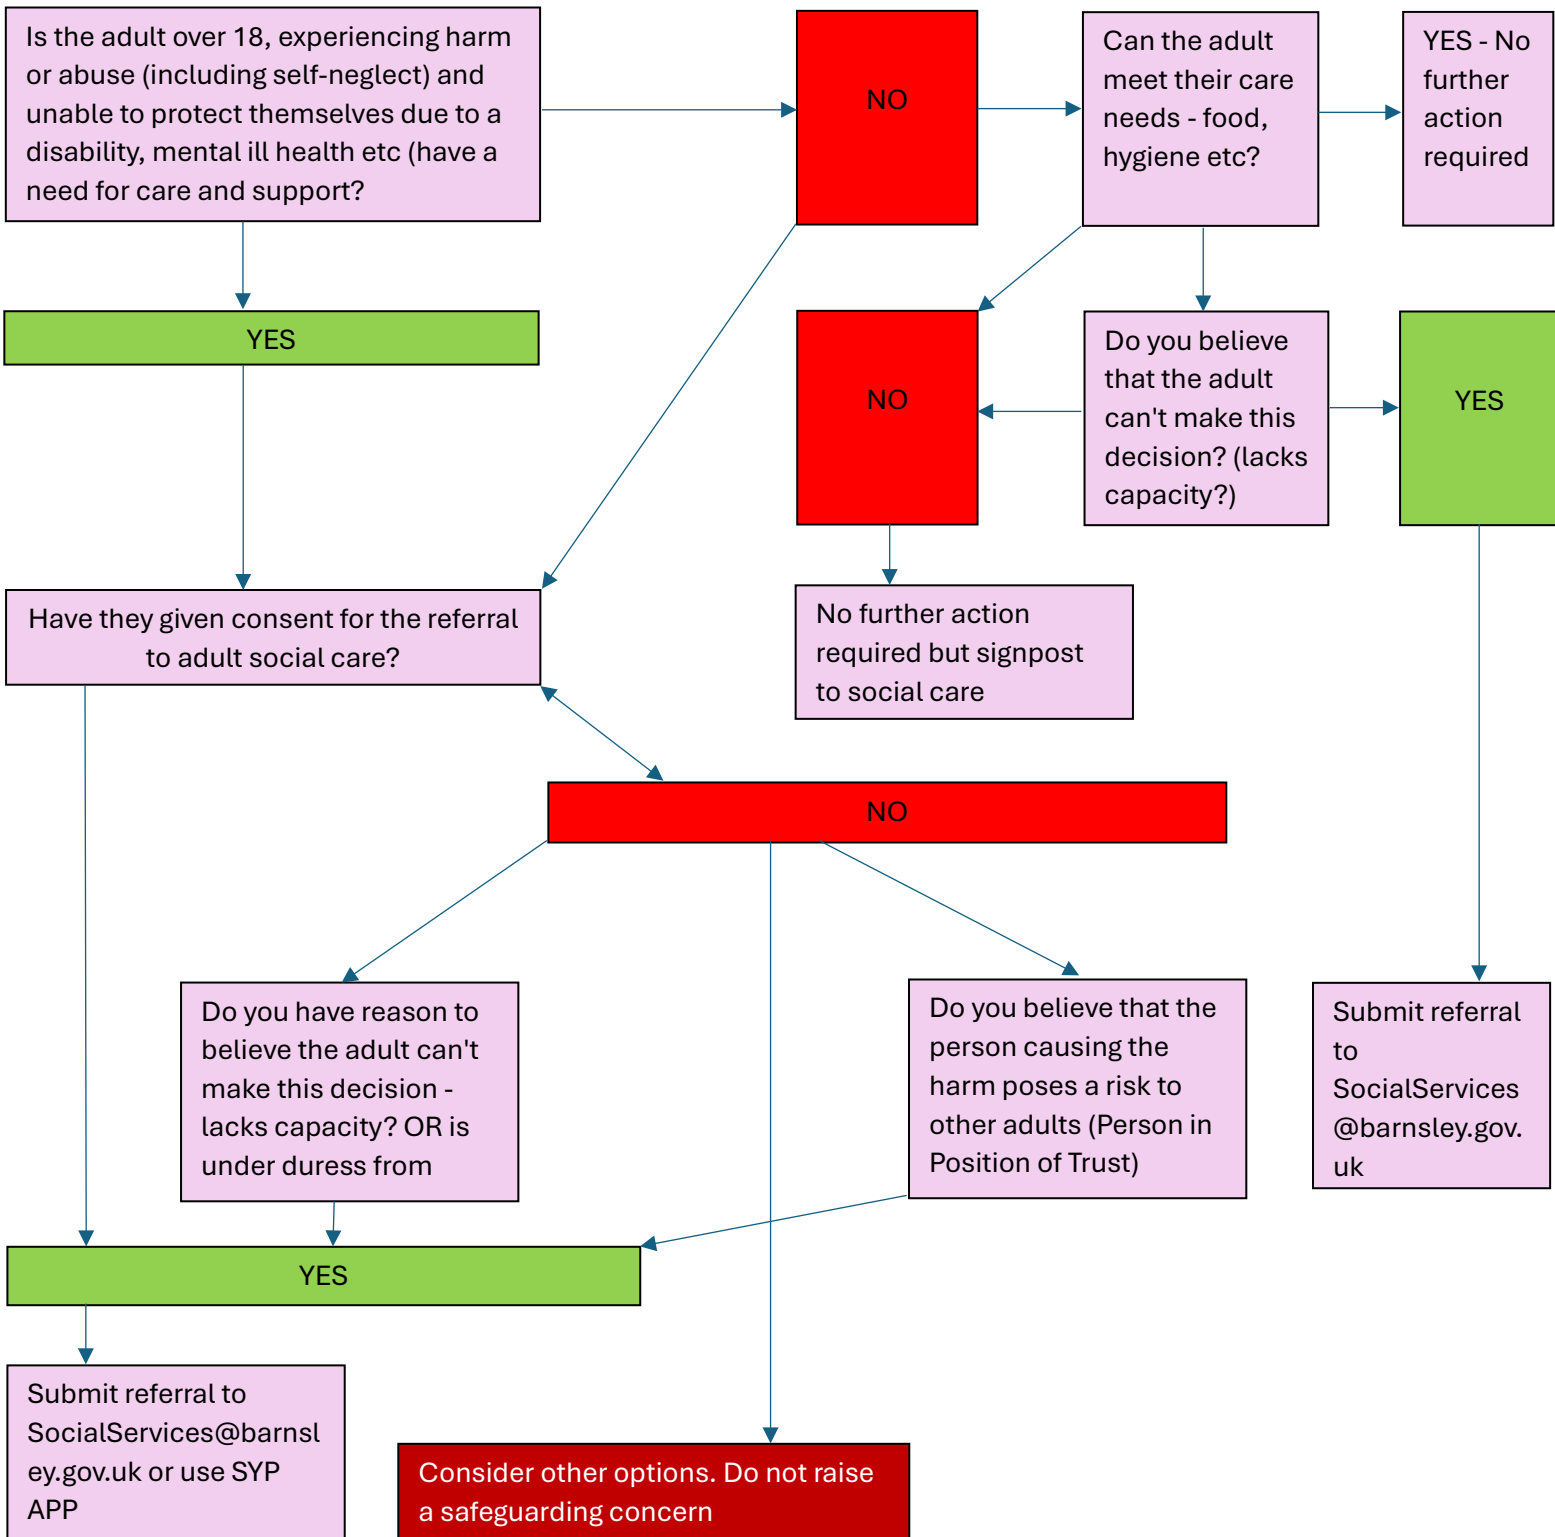 Is the adult over 18, experiencing harm
or abuse (including self-neglect) and
unable to protect themselves due to a
disability, mental ill health etc (have a
need for care and support?
NO
Can the adult
meet their care
needs - food,
hygiene etc?
YES - No
further
action
required
YES
NO
Do you believe
that the adult
can't make this
decision? (lacks
capacity?)
YES
Have they given consent for the referral
to adult social care?
No further action
required but signpost
to social care
NO
Do you have reason to
believe the adult can't
make this decision -
lacks capacity? OR is
under duress from
Do you believe that the
person causing the
harm poses a risk to
other adults (Person in
Position of Trust)
Submit referral
to
SocialServices
@barnsley.gov.
uk
YES
Submit referral to
SocialServices@barnsl
ey.gov.uk or use SYP
APP
Consider other options. Do not raise
a safeguarding concern